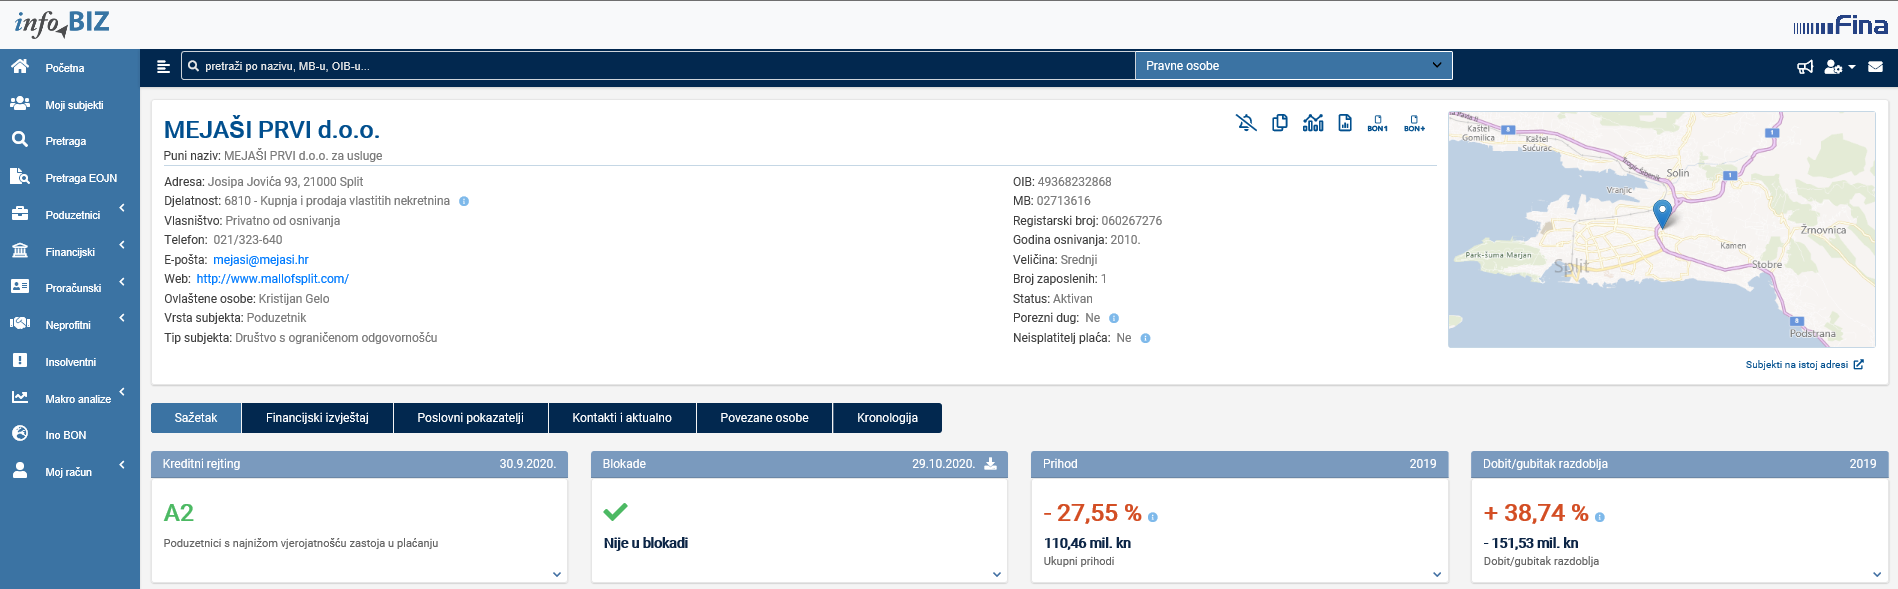 info BIZ
Fina
Početna
Moji subjekti
Pretraga
Pretraga EOJN
Poduzetnici
Financijski
Proračunski
Neprofitni
Insolventni
Makro analize
Ino BON
Moj račun
pretraži po nazivu, MB-u, OIB-u...
Pravne osobe
MEJAŠI PRVI d.o.o.
BON1
BON+
Puni naziv: MEJAŠI PRVI d.o.o. za usluge
Adresa: Josipa Jovića 93, 21000 Split
Djelatnost: 6810 - Kupnja i prodaja vlastitih nekretnina
Vlasništvo: Privatno od osnivanja
Telefon: 021/323-640
E-pošta: mejasi@mejasi.hr
Web: http://www.mallofsplit.com/
Ovlaštene osobe: Kristijan Gelo
Vrsta subjekta: Poduzetnik
Tip subjekta: Društvo s ograničenom odgovornošću
OIB: 49368232868
MB: 02713616
Registarski broj: 060267276
Godina osnivanja: 2010.
Veličina: Srednji
Broj zaposlenih: 1
Status: Aktivan
Porezni dug: Ne
Neisplatitelj plaća: Ne
Kaštel
Gomilica
8
Kaštel
Sućurac
1
Solin
1
Vranjic
Žrnovnica
Kamen
Park-šuma Marjan
Split
Stobre
8
Podstrana
Subjekti na istoj adresi
Sažetak
Financijski izvještaj
Poslovni pokazatelji
Kontakti i aktualno
Povezane osobe
Kronologija
Kreditni rejting 30.9.2020.
A2
Poduzetnici s najnižom vjerojatnošću zastoja u plaćanju
Blokade 29.10.2020.
Nije u blokadi
Prihod 2019
- 27,55 %
110,46 mil. kn
Ukupni prihodi
Dobit/gubitak razdoblja 2019
+ 38,74 %
- 151,53 mil. kn
Dobit/gubitak razdoblja